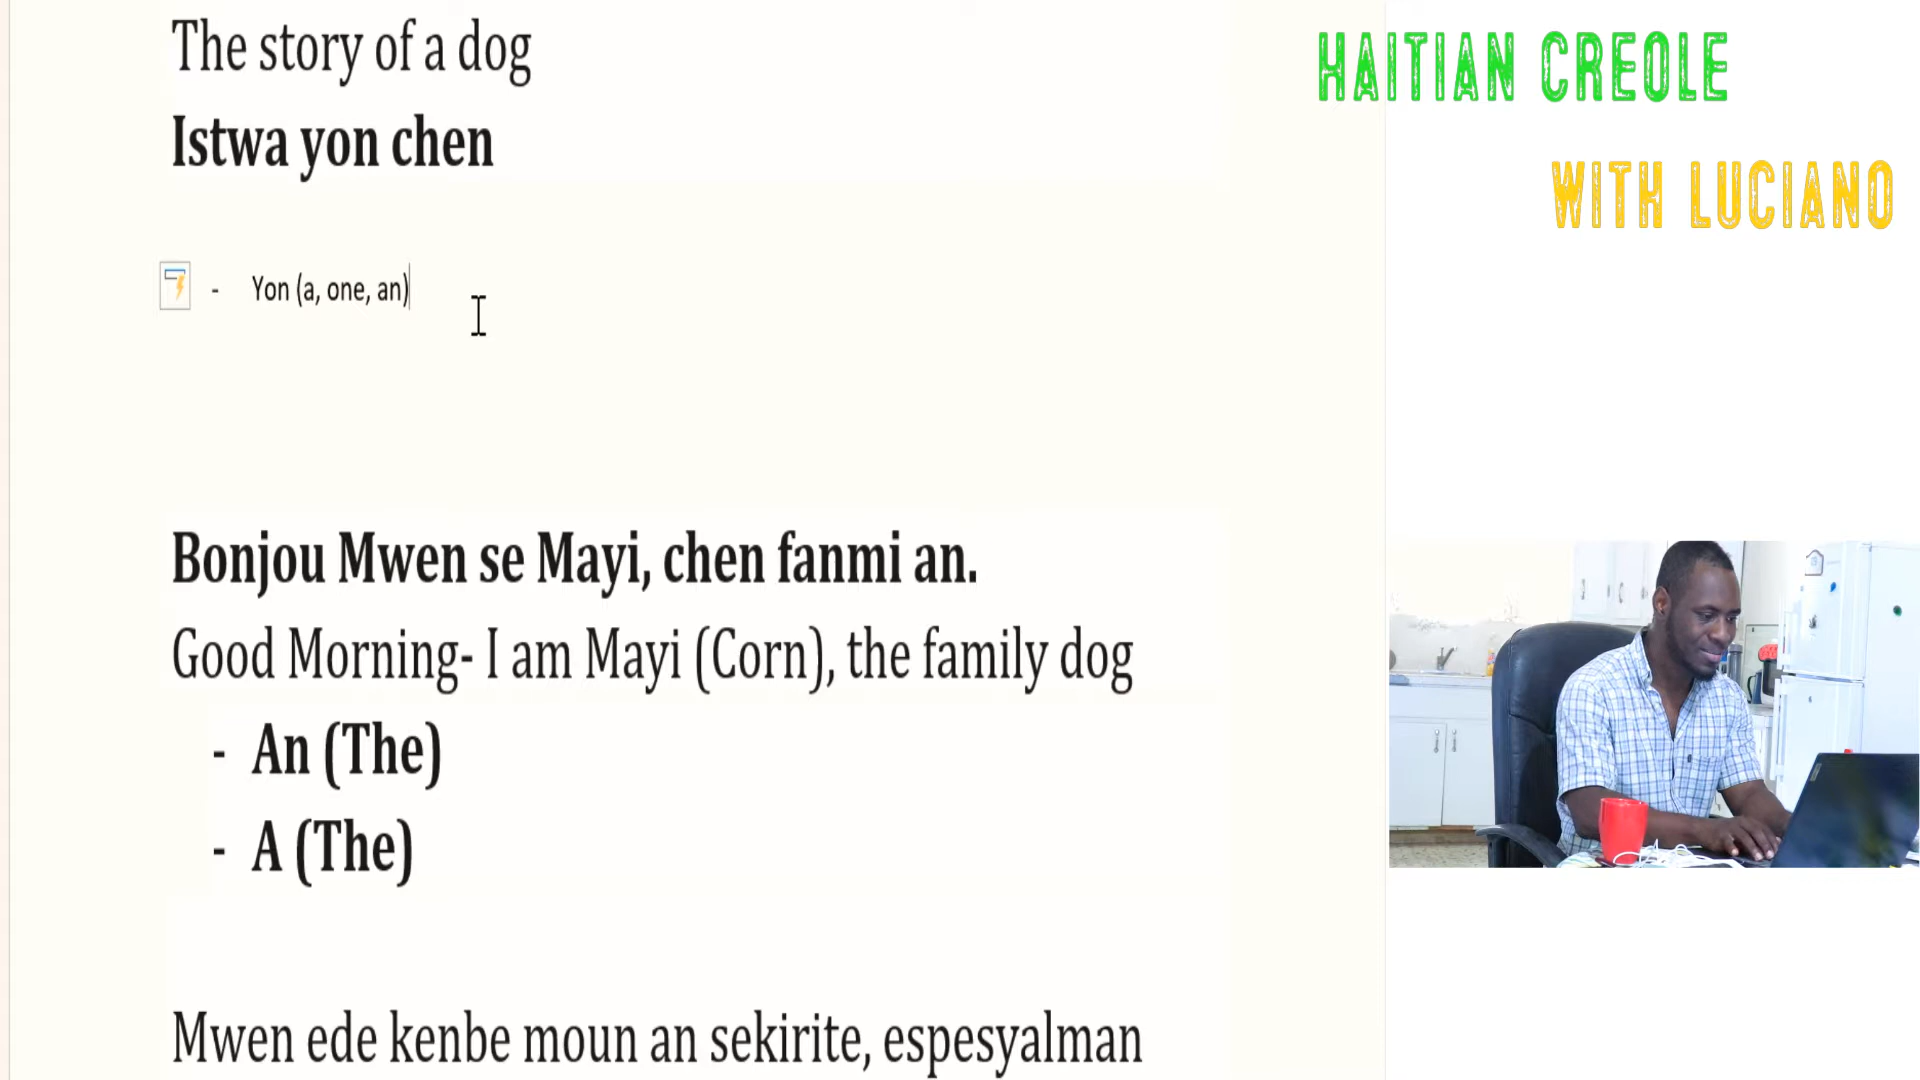 The story of a dog
Istwa yon chen
- Yon (a, one, an)
Bonjou Mwen se Mayi, chen fanmi an.
Good Morning- I am Mayi (Corn), the family dog
- An (The)
- A (The)
Mwen ede kenbe moun an sekirite, espesyalman
HAITIAN CREOLE
WITH LUCIANO